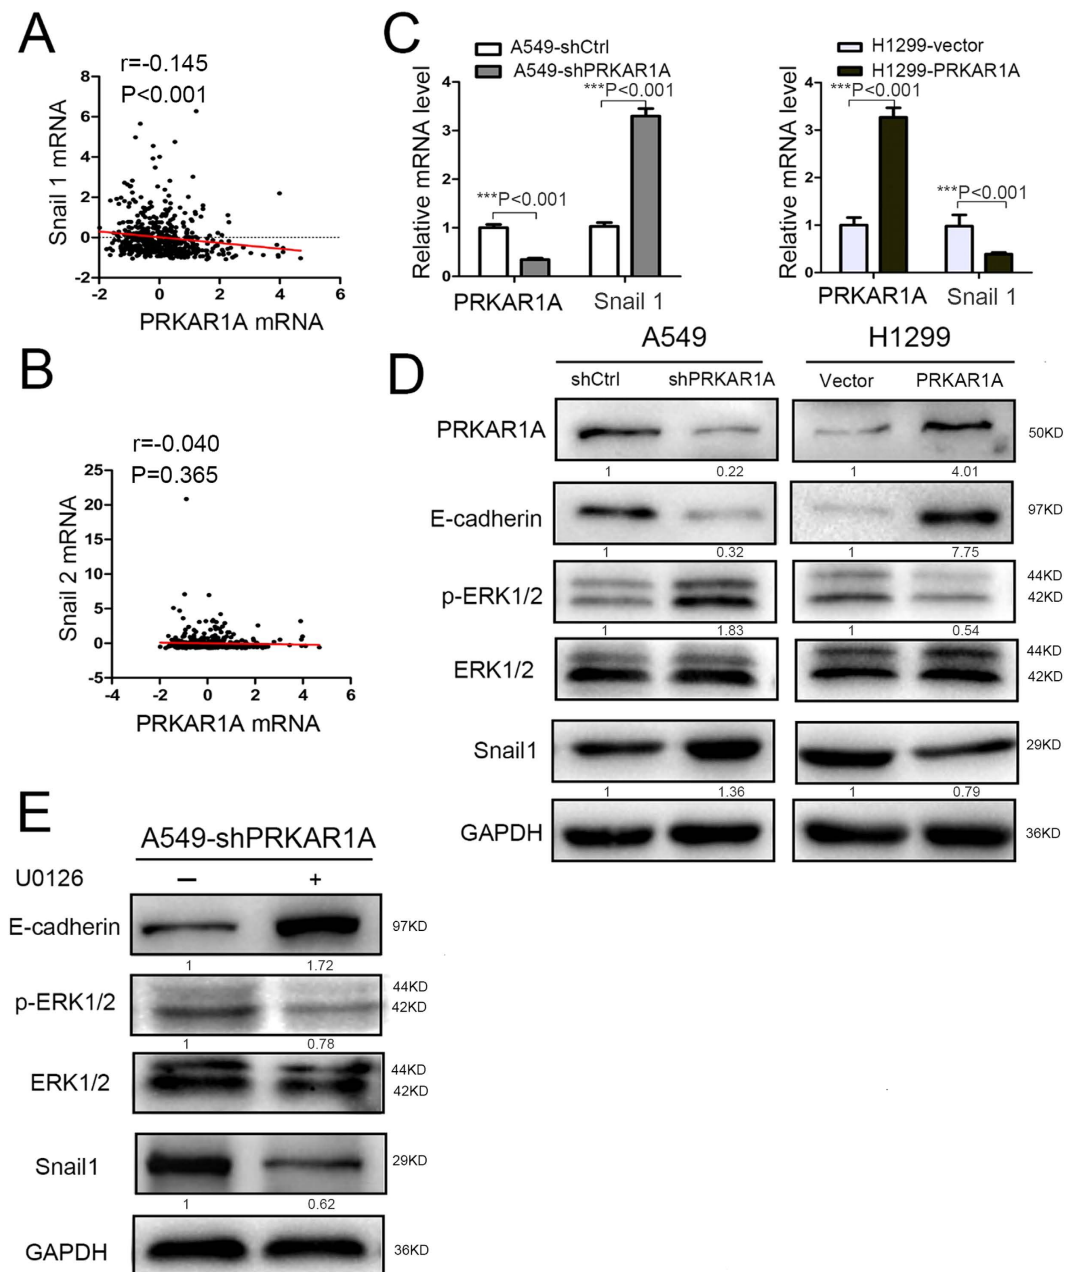 A
r=-0.145
P<0.001
8
6
4
2
0
-2
Snail 1 mRNA
-2 0 2 4 6
PRKAR1A mRNA
B
r=-0.040
P=0.365
25
20
15
10
5
0
-5
Snail 2 mRNA
-4 -2 0 2 4 6
PRKAR1A mRNA
C
A549-shCtrl
A549-shPRKAR1A
***P<0.001
***P<0.001
4
3
2
1
0
Relative mRNA level
PRKAR1A Snail 1
H1299-vector
H1299-PRKAR1A
***P<0.001
***P<0.001
4
3
2
1
0
Relative mRNA level
PRKAR1A Snail 1
D
A549 H1299
shCtrl shPRKAR1A Vector PRKAR1A
PRKAR1A 50KD
1 0.22 1 4.01
E-cadherin 97KD
1 0.32 1 7.75
44KD
p-ERK1/2 42KD
1 1.83 1 0.54
44KD
ERK1/2 42KD
Snail1 29KD
1 1.36 1 0.79
GAPDH 36KD
E
A549-shPRKAR1A
U0126 — +
E-cadherin 97KD
1 1.72
44KD
p-ERK1/2 42KD
1 0.78
44KD
ERK1/2 42KD
Snail1 29KD
1 0.62
GAPDH 36KD